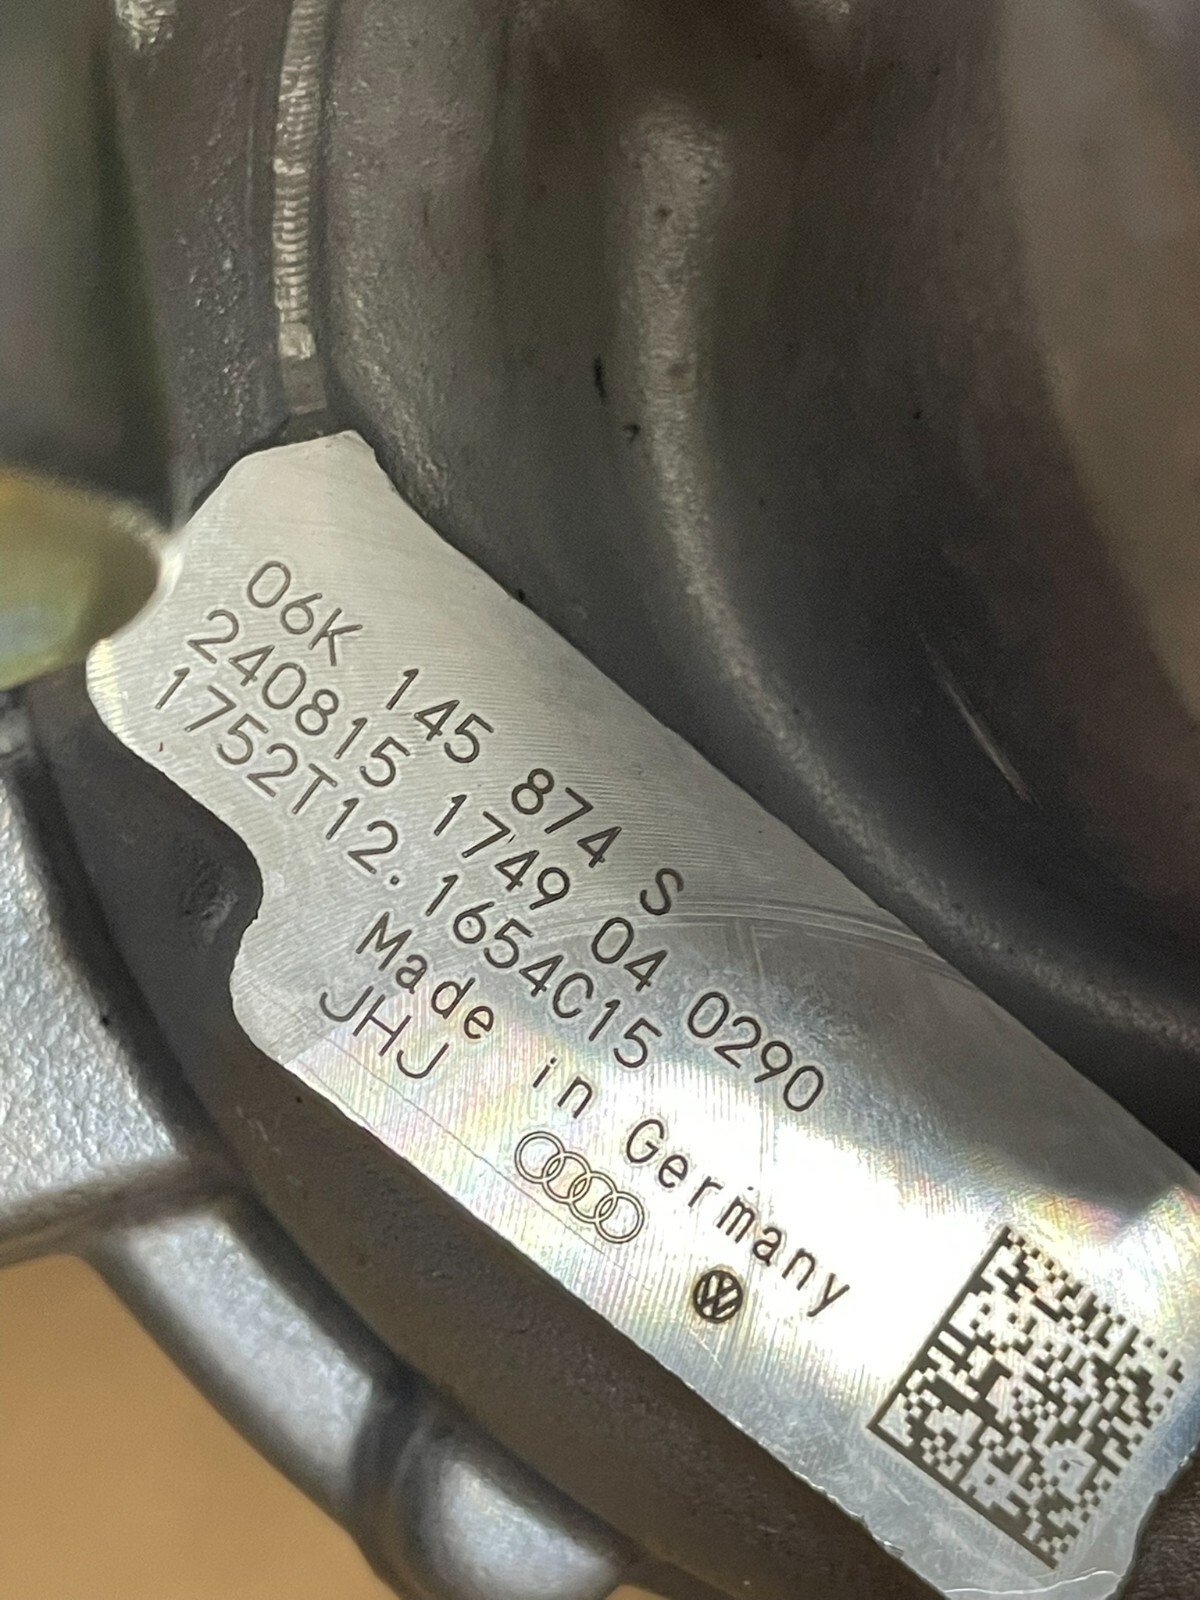 06K 145 874 S
240815 1749 04 0290
1752T12.1654C15
Made in Germany
JHJ